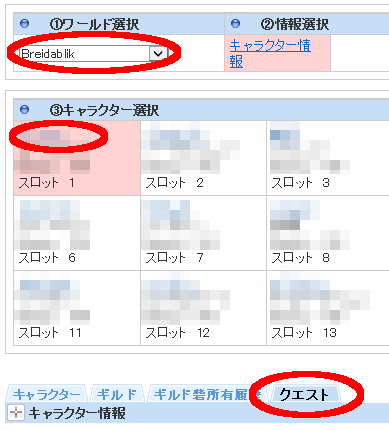 ①ワールド選択
②情報選択
Breidablik
キャラクター情
報
③キャラクター選択
スロット 1
スロット 2
スロット 3
スロット 6
スロット 7
スロット 8
スロット 11
スロット 12
スロット 13
キャラクター
ギルド
ギルド砦所有履
クエスト
キャラクター情報